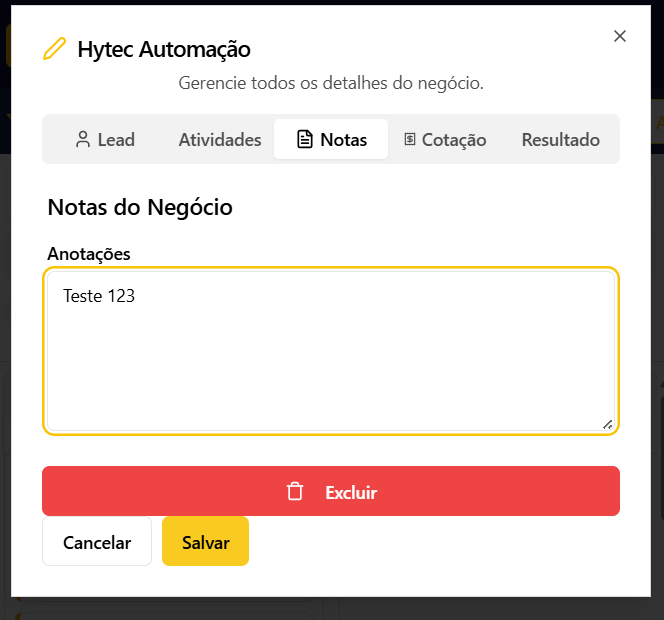 Hytec Automação
Gerencie todos os detalhes do negócio.
Lead Atividades Notas Cotação Resultado
Notas do Negócio
Anotações
Teste 123
Excluir
Cancelar Salvar